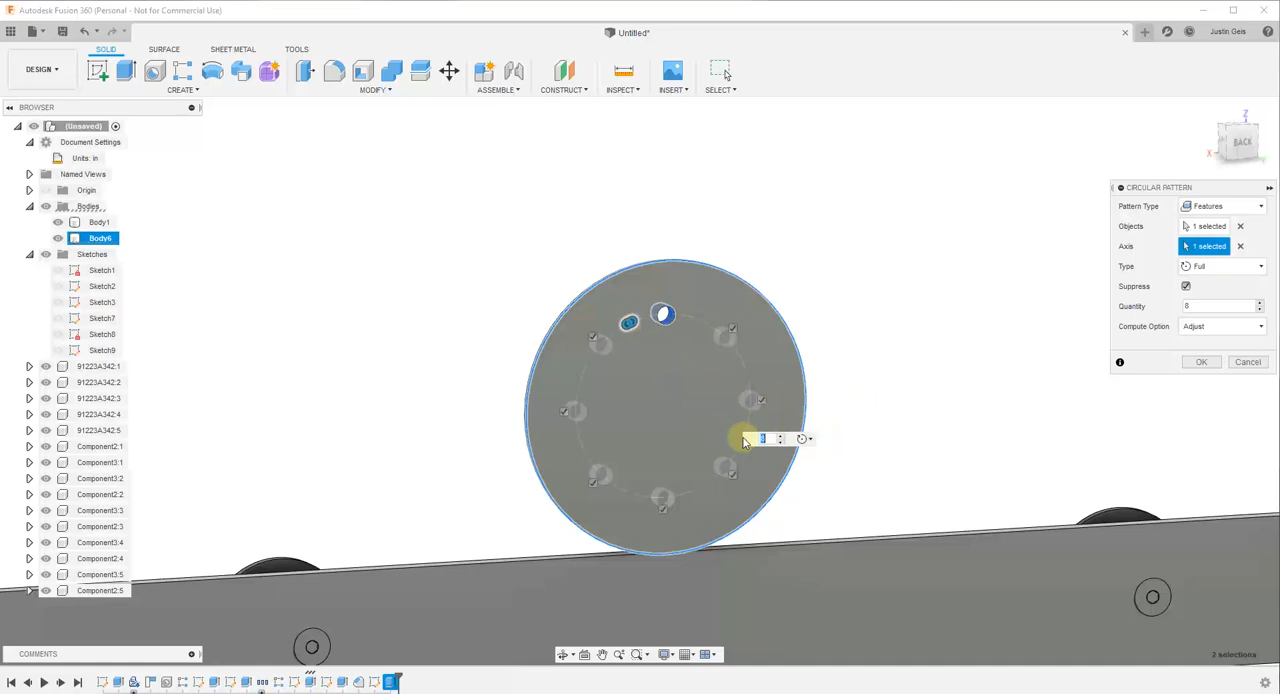 Autodesk Fusion 360 (Personal - Not for Commercial Use)
Untitled*
Justin Geis
DESIGN
SOLID
SURFACE
SHEET METAL
TOOLS
CREATE
MODIFY
ASSEMBLE
CONSTRUCT
INSPECT
INSERT
SELECT
BROWSER
(Unsaved)
Document Settings
Units: in
Named Views
Origin
Bodies
Body1
Body6
Sketches
Sketch1
Sketch2
Sketch3
Sketch7
Sketch8
Sketch9
91223A342:1
91223A342:2
91223A342:3
91223A342:4
91223A342:5
Component2:1
Component3:1
Component3:2
Component2:2
Component3:3
Component2:3
Component3:4
Component2:4
Component3:5
Component2:5
Z
BACK
X
CIRCULAR PATTERN
Pattern Type Features
Objects 1 selected
Axis 1 selected
Type Full
Suppress
Quantity 8
Compute Option Adjust
OK Cancel
8
COMMENTS
2 selections